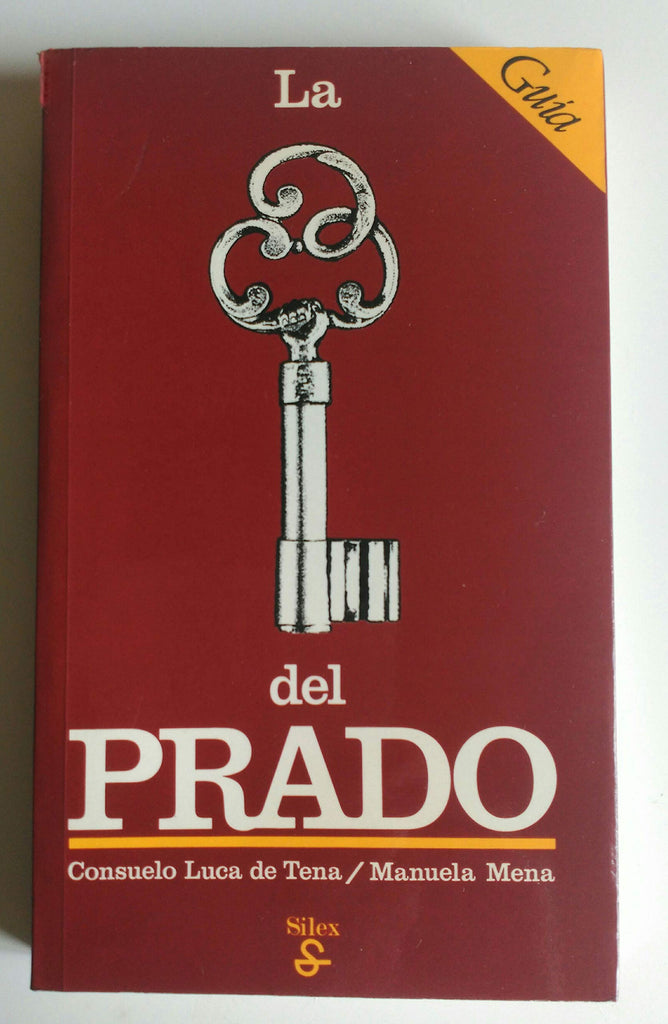 La
Guía
del
PRADO
Consuelo Luca de Tena / Manuela Mena
Silex